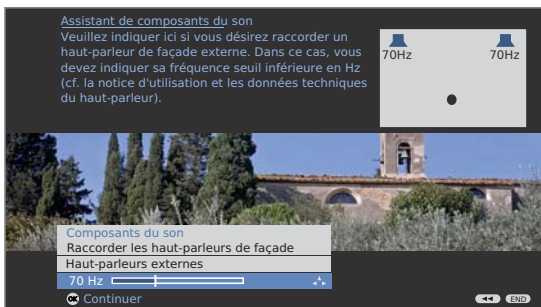 Assistant de composants du son
Veuillez indiquer ici si vous désirez raccorder un
haut-parleur de façade externe. Dans ce cas, vous
devez indiquer sa fréquence seuil inférieure en Hz
(cf. la notice d'utilisation et les données techniques
du haut-parleur).
70Hz 70Hz
Composants du son
Raccorder les haut-parleurs de façade
Haut-parleurs externes
70 Hz
OK Continuer
END